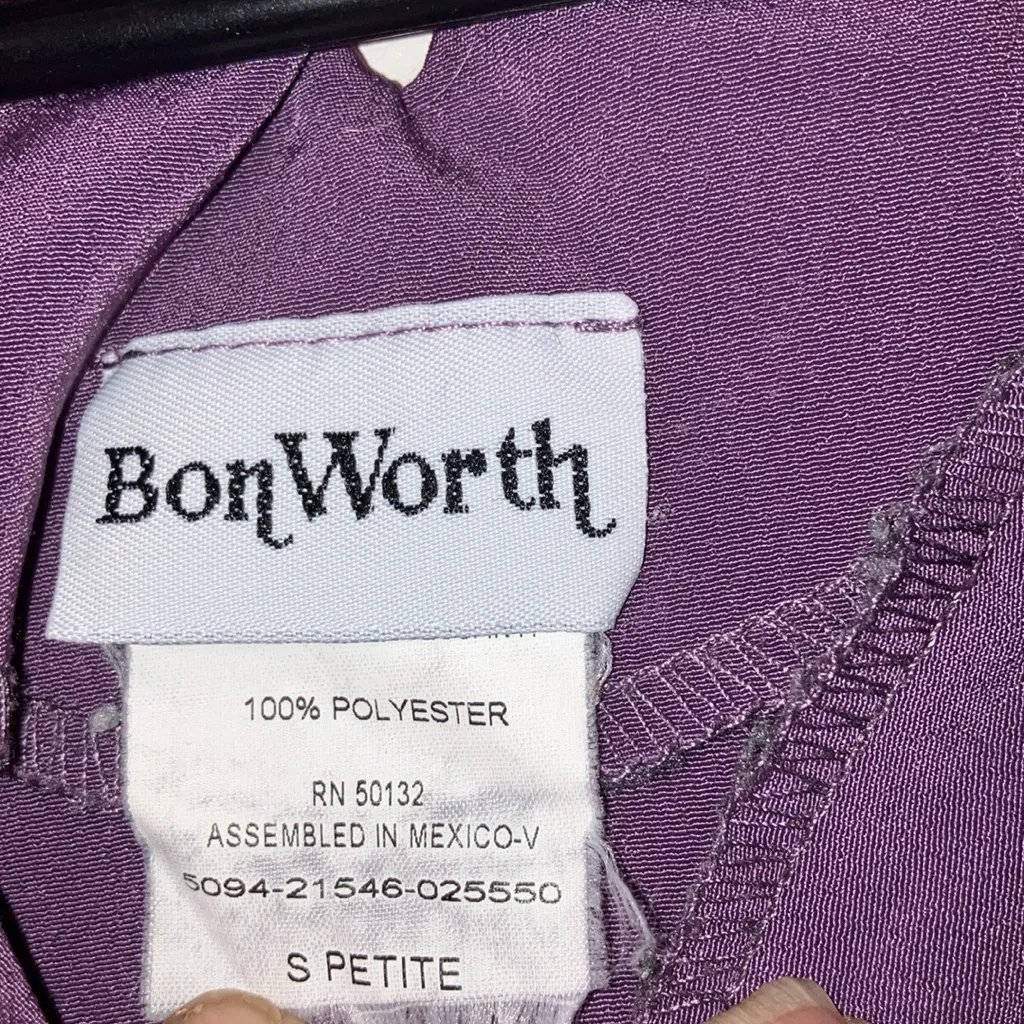 BonWorth
100% POLYESTER
RN 50132
ASSEMBLED IN MEXICO-V
5094-21546-025550
S PETITE